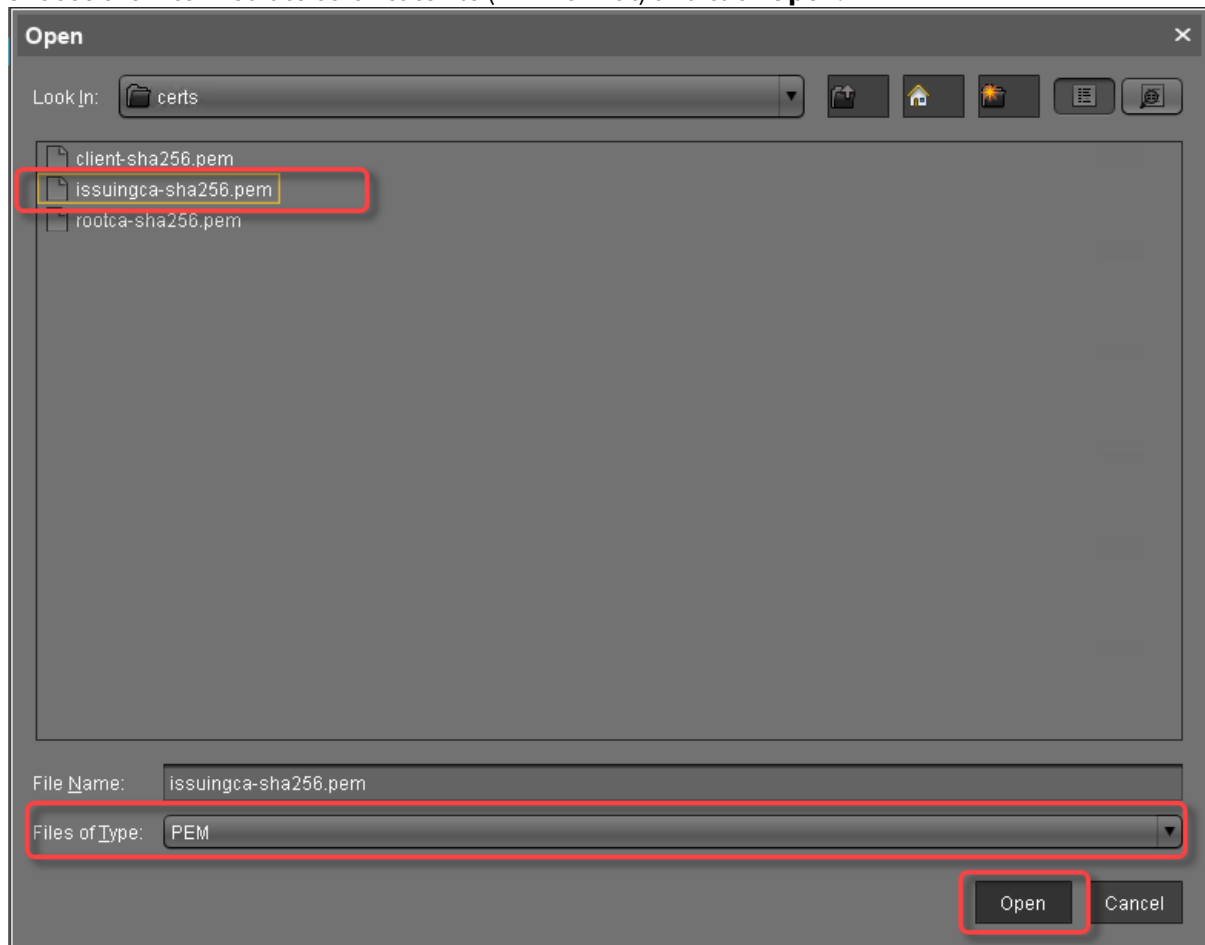 Open
Look In: certs
client-sha256.pem
issuingca-sha256.pem
rootca-sha256.pem
File Name: issuingca-sha256.pem
Files of Type: PEM
Open Cancel